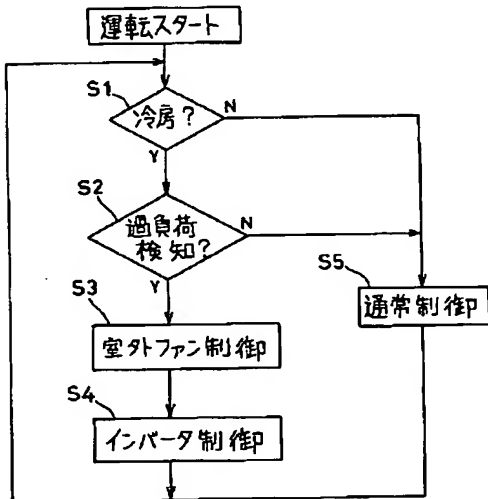 運転スタート
S1
冷房?
N
Y
S2
過負荷
検知?
N
Y
S5
通常制御
S3
室外ファン制御
S4
インバータ制御